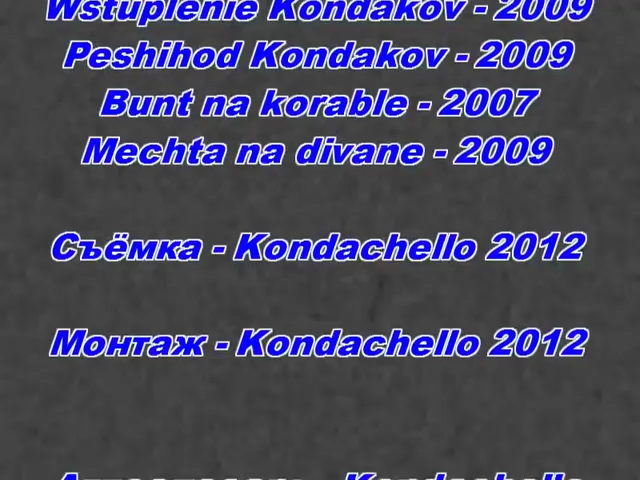 Wstuplenie Kondakov - 2009
Peshihod Kondakov - 2009
Bunt na korable - 2007
Mechta na divane - 2009
Съёмка - Kondachello 2012
Монтаж - Kondachello 2012